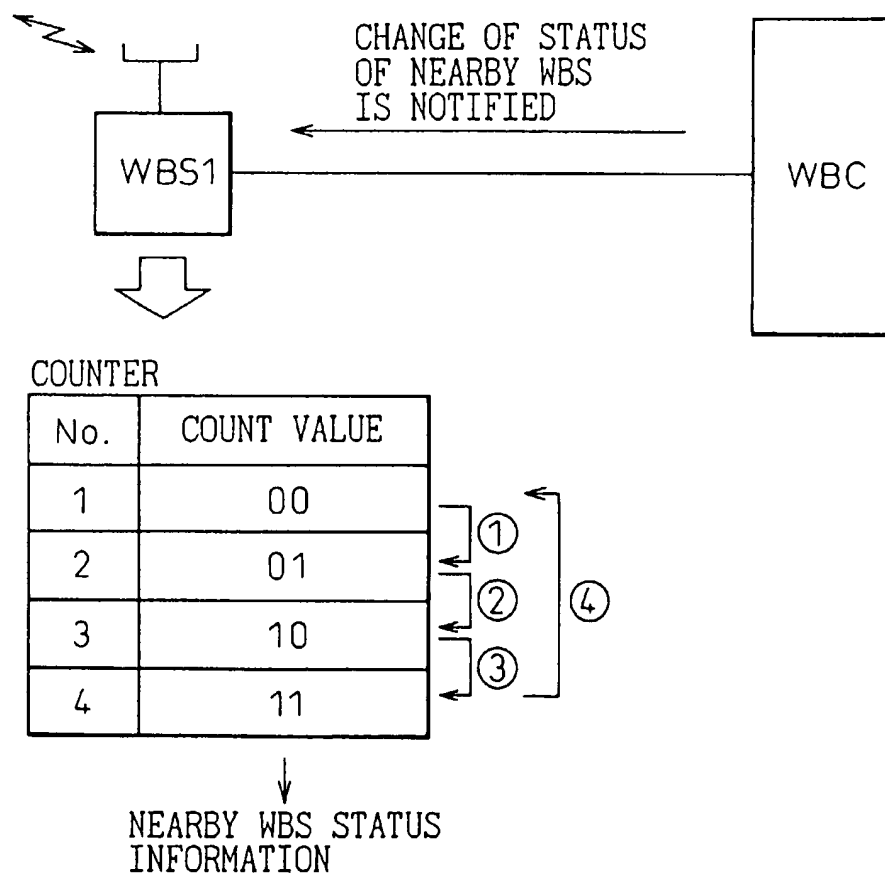 CHANGE OF STATUS
OF NEARBY WBS
IS NOTIFIED
WBS1
WBC
COUNTER
No. COUNT VALUE
1 00
2 01
3 10
4 11
①
②
③
④
NEARBY WBS STATUS
INFORMATION